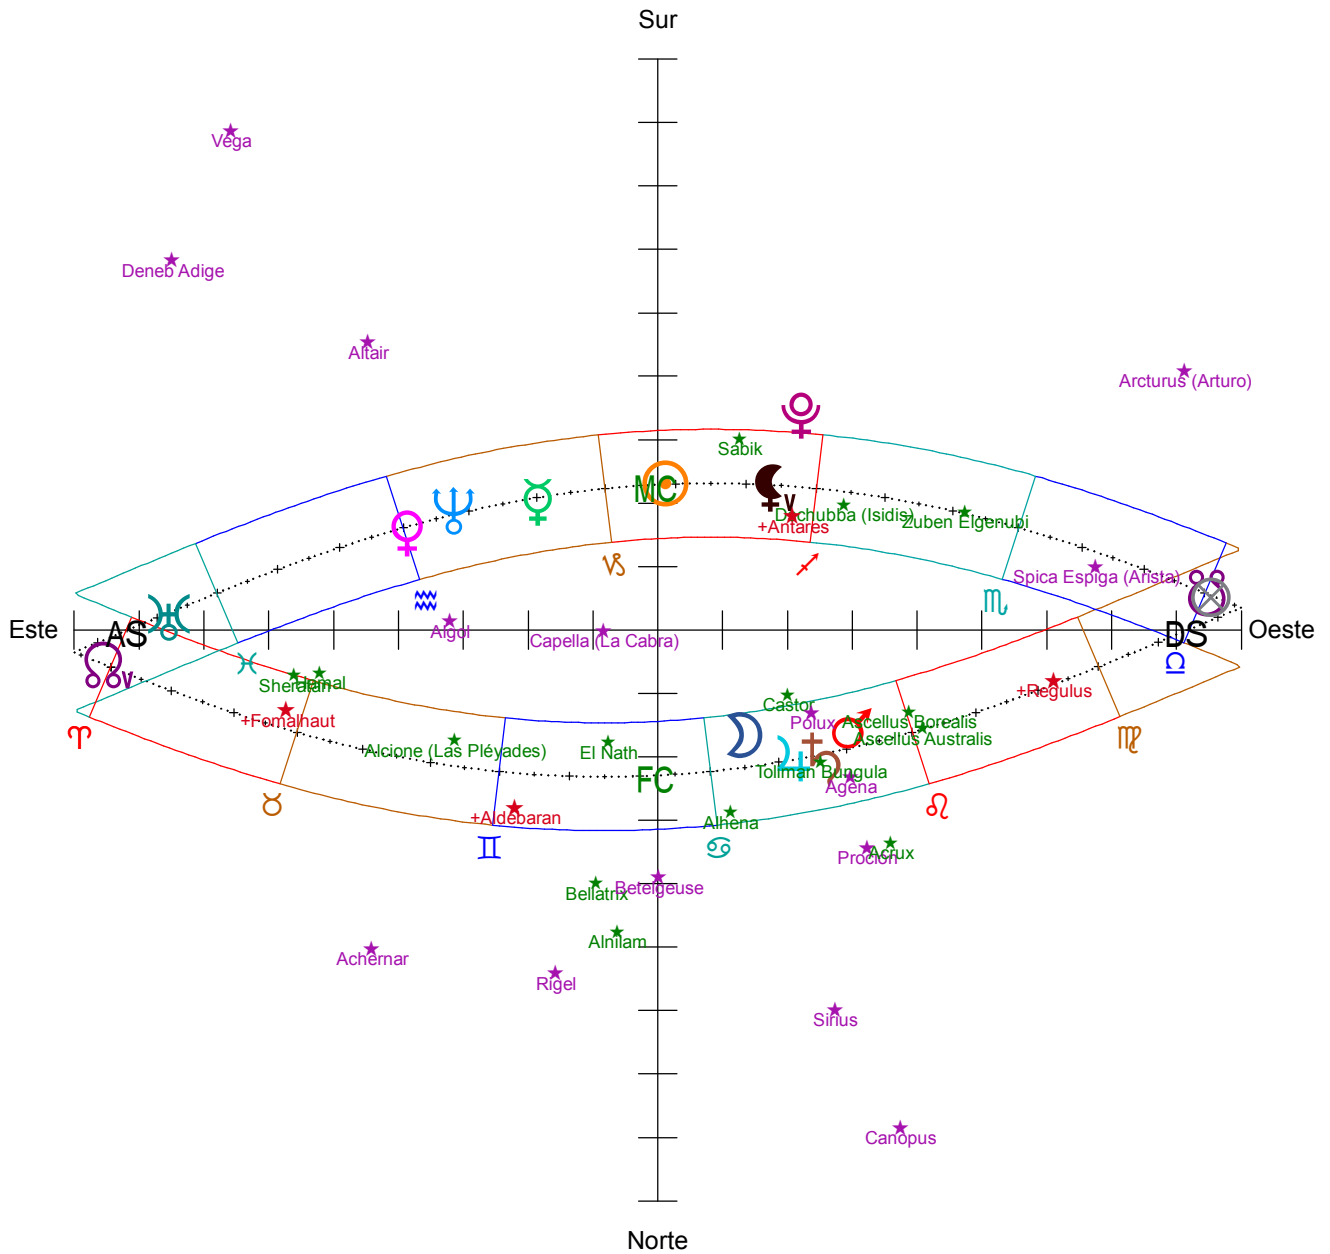 Sur
Vega
Deneb Adige
Altair
Arcturus (Arturo)
Sabik
MC
V
Dschubba (Isidis)
+Antares
Zuben Elgenubi
Spica Espiga (Arista)
Este
AS
Algol
Capella (La Cabra)
DS
Oeste
V
Sheratan
Hamal
+Fomalhaut
Castor
Polux
+Regulus
Ascellus Borealis
Ascellus Australis
Alcione (Las Pléyades)
El Nath
FC
Toliman Bungula
Agena
+Aldebaran
Alhena
Procion
Acrux
Bellatrix
Betelgeuse
Alnilam
Achernar
Rigel
Sirius
Canopus
Norte